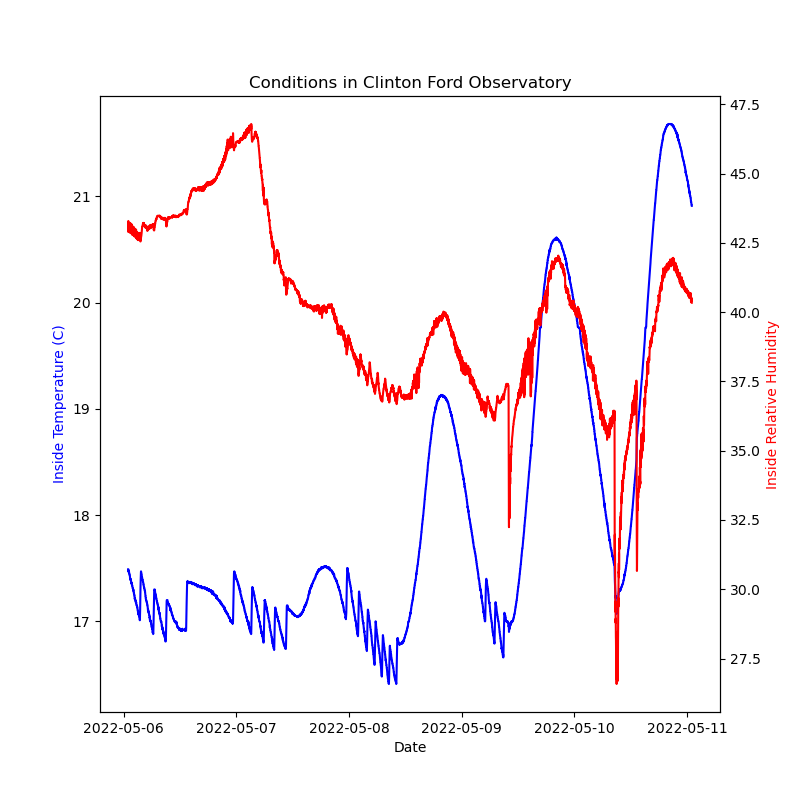 Conditions in Clinton Ford Observatory
47.5
45.0
42.5
40.0
37.5
35.0
32.5
30.0
27.5
21
20
19
18
17
Inside Temperature (C)
Inside Relative Humidity
2022-05-06 2022-05-07 2022-05-08 2022-05-09 2022-05-10 2022-05-11
Date